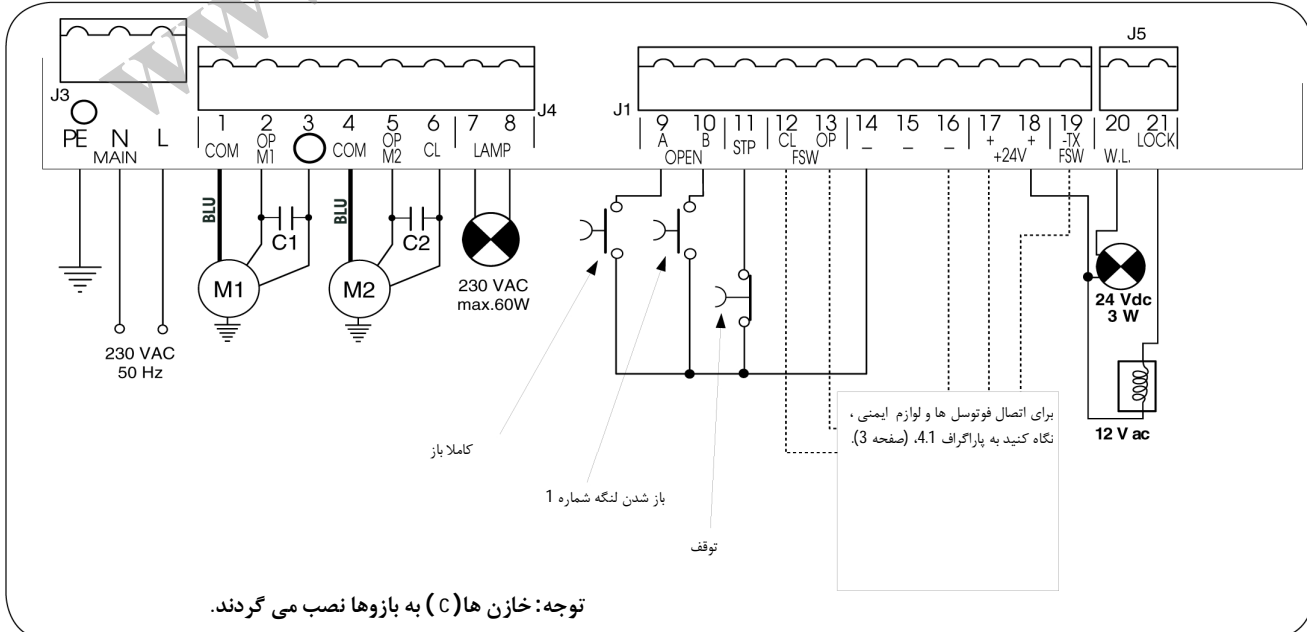 WWW
J3
PE N L
MAIN
J4
1 2 3 4 5 6 7 8
COM OP M1 COM OP M2 CL LAMP
J1
J5
9 10 11 12 13 14 15 16 17 18 19 20 21
A B STP CL OP – – – + + -TX W.L. LOCK
OPEN FSW +24V FSW
BLU
C1
M1
BLU
C2
M2
230 VAC
max.60W
230 VAC
50 Hz
24 Vdc
3 W
12 V ac
برای اتصال فوتوسل ها و لوازم ایمنی ،
نگاه کنید به پاراگراف 4.1، (صفحه 3).
کاملا باز
باز شدن لنگه شماره 1
توقف
توجه: خازن ها( C ) به بازوها نصب می گردند.